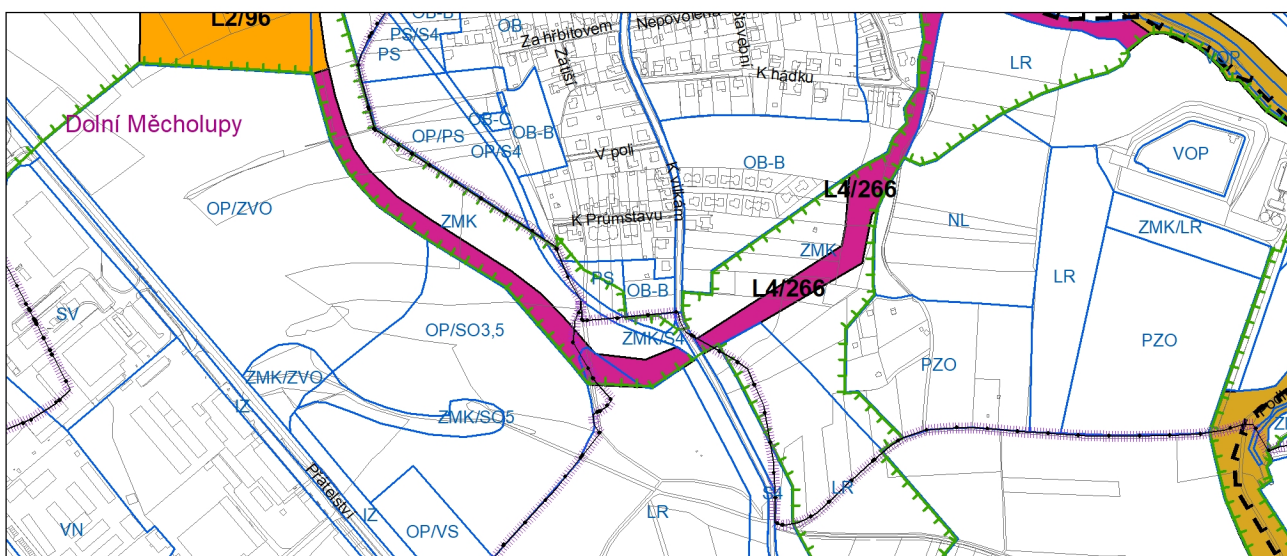 L2/96
OB-B
OB
Nepovolená
Stavební
PS/S4
PS
Za hřbitovem
Zátiší
K hádku
LR
VOP
Dolní Měcholupy
OP/PS
OB-C
OB-B
OP/S4
V poli
VOP
OB-B
K vilkám
L4/266
OP/ZVO
ZMK
K Průmstavu
NL
ZMK/LR
ZMK
PS
OB-B
L4/266
LR
SV
OP/SO3,5
ZMK/S4
PZO
PZO
ZMK/ZVO
IZ
ZMK/SO5
Přátelství
IZ
S4
LR
VN
OP/VS
LR